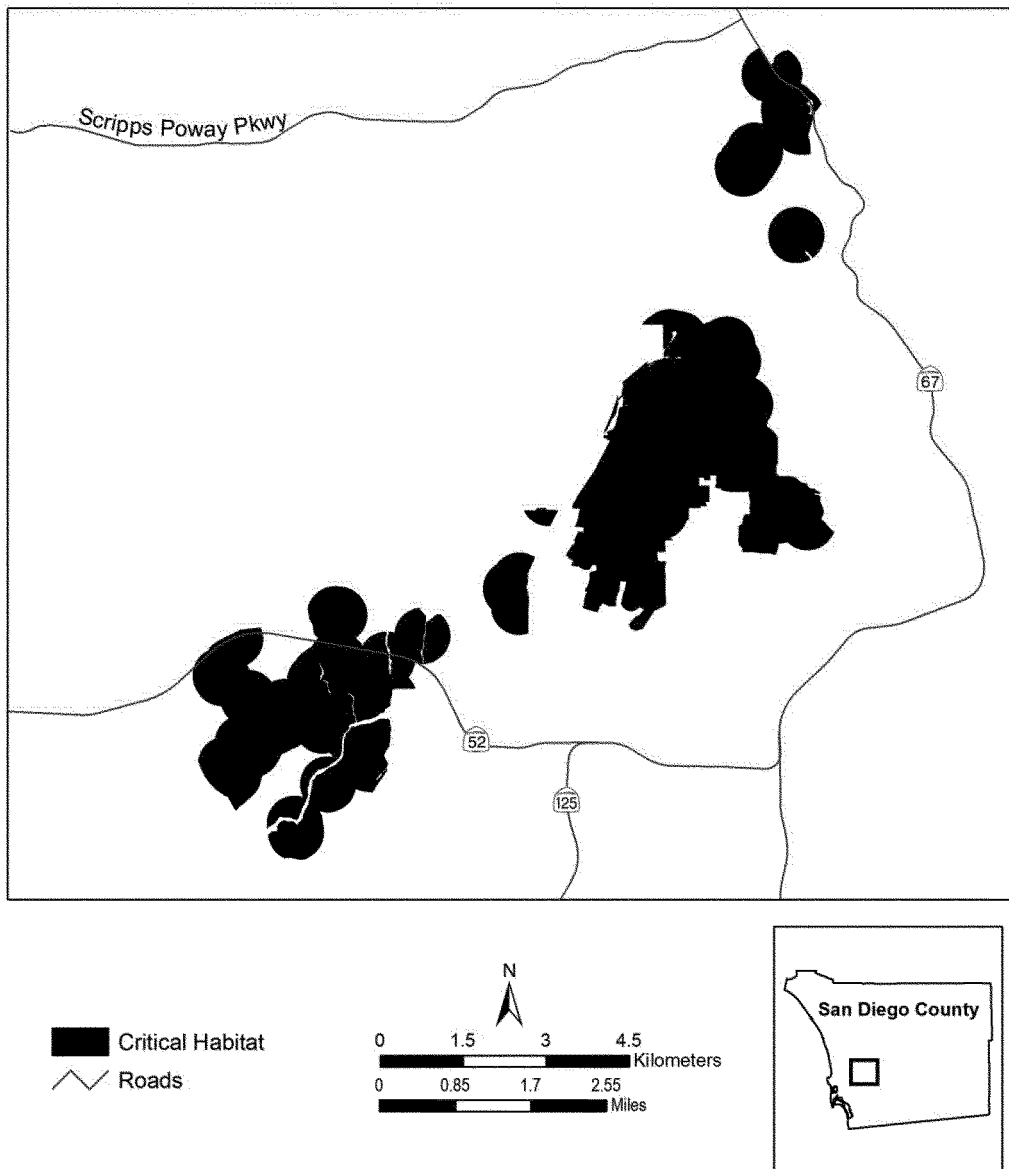 Scripps Poway Pkwy
67
52
125
N
Critical Habitat
Roads
0 1.5 3 4.5
Kilometers
0 0.85 1.7 2.55
Miles
San Diego County